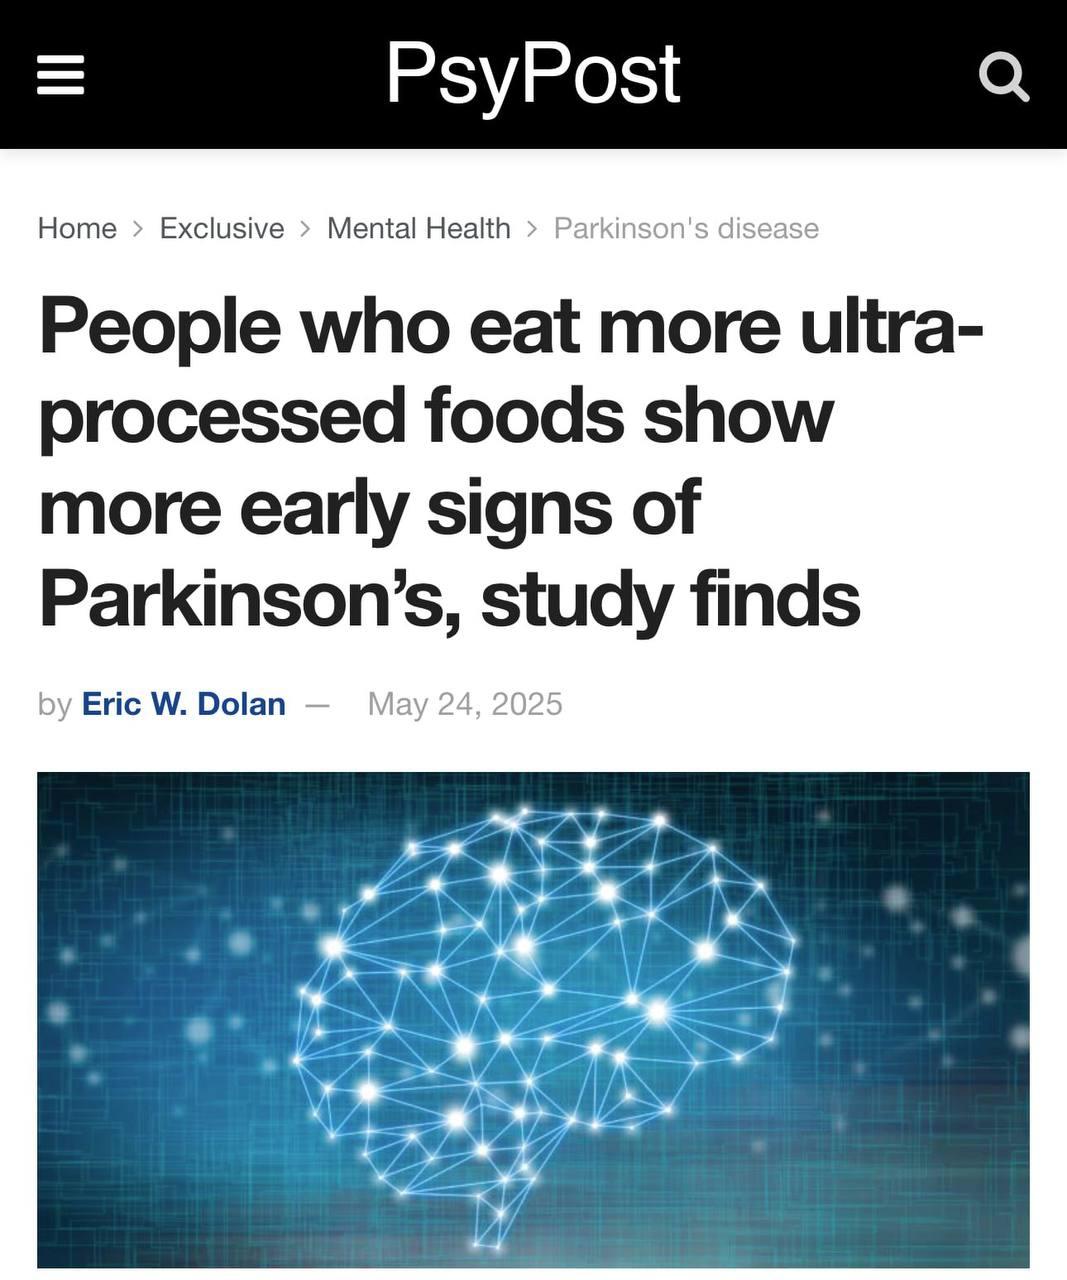 PsyPost
Home > Exclusive > Mental Health > Parkinson's disease
People who eat more ultra-
processed foods show
more early signs of
Parkinson’s, study finds
by Eric W. Dolan — May 24, 2025